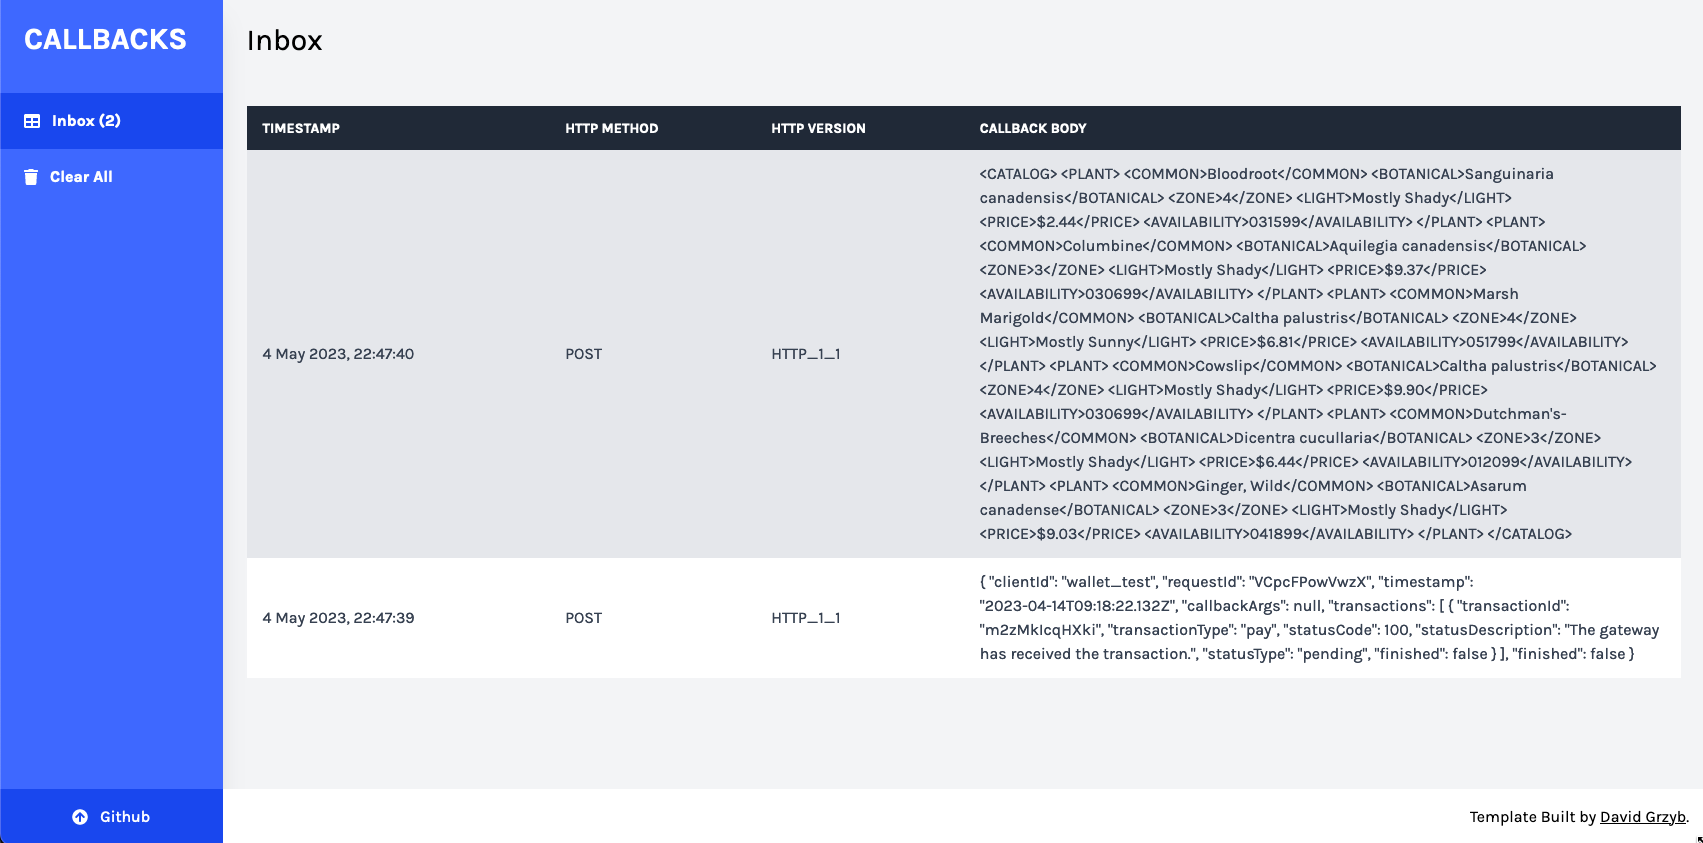 CALLBACKS
Inbox (2)
Clear All
Github
Inbox
TIMESTAMP HTTP METHOD HTTP VERSION CALLBACK BODY
4 May 2023, 22:47:40 POST HTTP_1_1
<CATALOG> <PLANT> <COMMON>Bloodroot</COMMON> <BOTANICAL>Sanguinaria
canadensis</BOTANICAL> <ZONE>4</ZONE> <LIGHT>Mostly Shady</LIGHT>
<PRICE>$2.44</PRICE> <AVAILABILITY>031599</AVAILABILITY> </PLANT> <PLANT>
<COMMON>Columbine</COMMON> <BOTANICAL>Aquilegia canadensis</BOTANICAL>
<ZONE>3</ZONE> <LIGHT>Mostly Shady</LIGHT> <PRICE>$9.37</PRICE>
<AVAILABILITY>030699</AVAILABILITY> </PLANT> <PLANT> <COMMON>Marsh
Marigold</COMMON> <BOTANICAL>Caltha palustris</BOTANICAL> <ZONE>4</ZONE>
<LIGHT>Mostly Sunny</LIGHT> <PRICE>$6.81</PRICE> <AVAILABILITY>051799</AVAILABILITY>
</PLANT> <PLANT> <COMMON>Cowslip</COMMON> <BOTANICAL>Caltha palustris</BOTANICAL>
<ZONE>4</ZONE> <LIGHT>Mostly Shady</LIGHT> <PRICE>$9.90</PRICE>
<AVAILABILITY>030699</AVAILABILITY> </PLANT> <PLANT> <COMMON>Dutchman's-
Breeches</COMMON> <BOTANICAL>Dicentra cucullaria</BOTANICAL> <ZONE>3</ZONE>
<LIGHT>Mostly Shady</LIGHT> <PRICE>$6.44</PRICE> <AVAILABILITY>012099</AVAILABILITY>
</PLANT> <PLANT> <COMMON>Ginger, Wild</COMMON> <BOTANICAL>Asarum
canadense</BOTANICAL> <ZONE>3</ZONE> <LIGHT>Mostly Shady</LIGHT>
<PRICE>$9.03</PRICE> <AVAILABILITY>041899</AVAILABILITY> </PLANT> </CATALOG>
4 May 2023, 22:47:39 POST HTTP_1_1
{ "clientId": "wallet_test", "requestId": "VCpcFPowVwzX", "timestamp":
"2023-04-14T09:18:22.132Z", "callbackArgs": null, "transactions": [ { "transactionId":
"m2zMkIcqHXki", "transactionType": "pay", "statusCode": 100, "statusDescription": "The gateway
has received the transaction.", "statusType": "pending", "finished": false } ], "finished": false }
Template Built by David Grzyb.